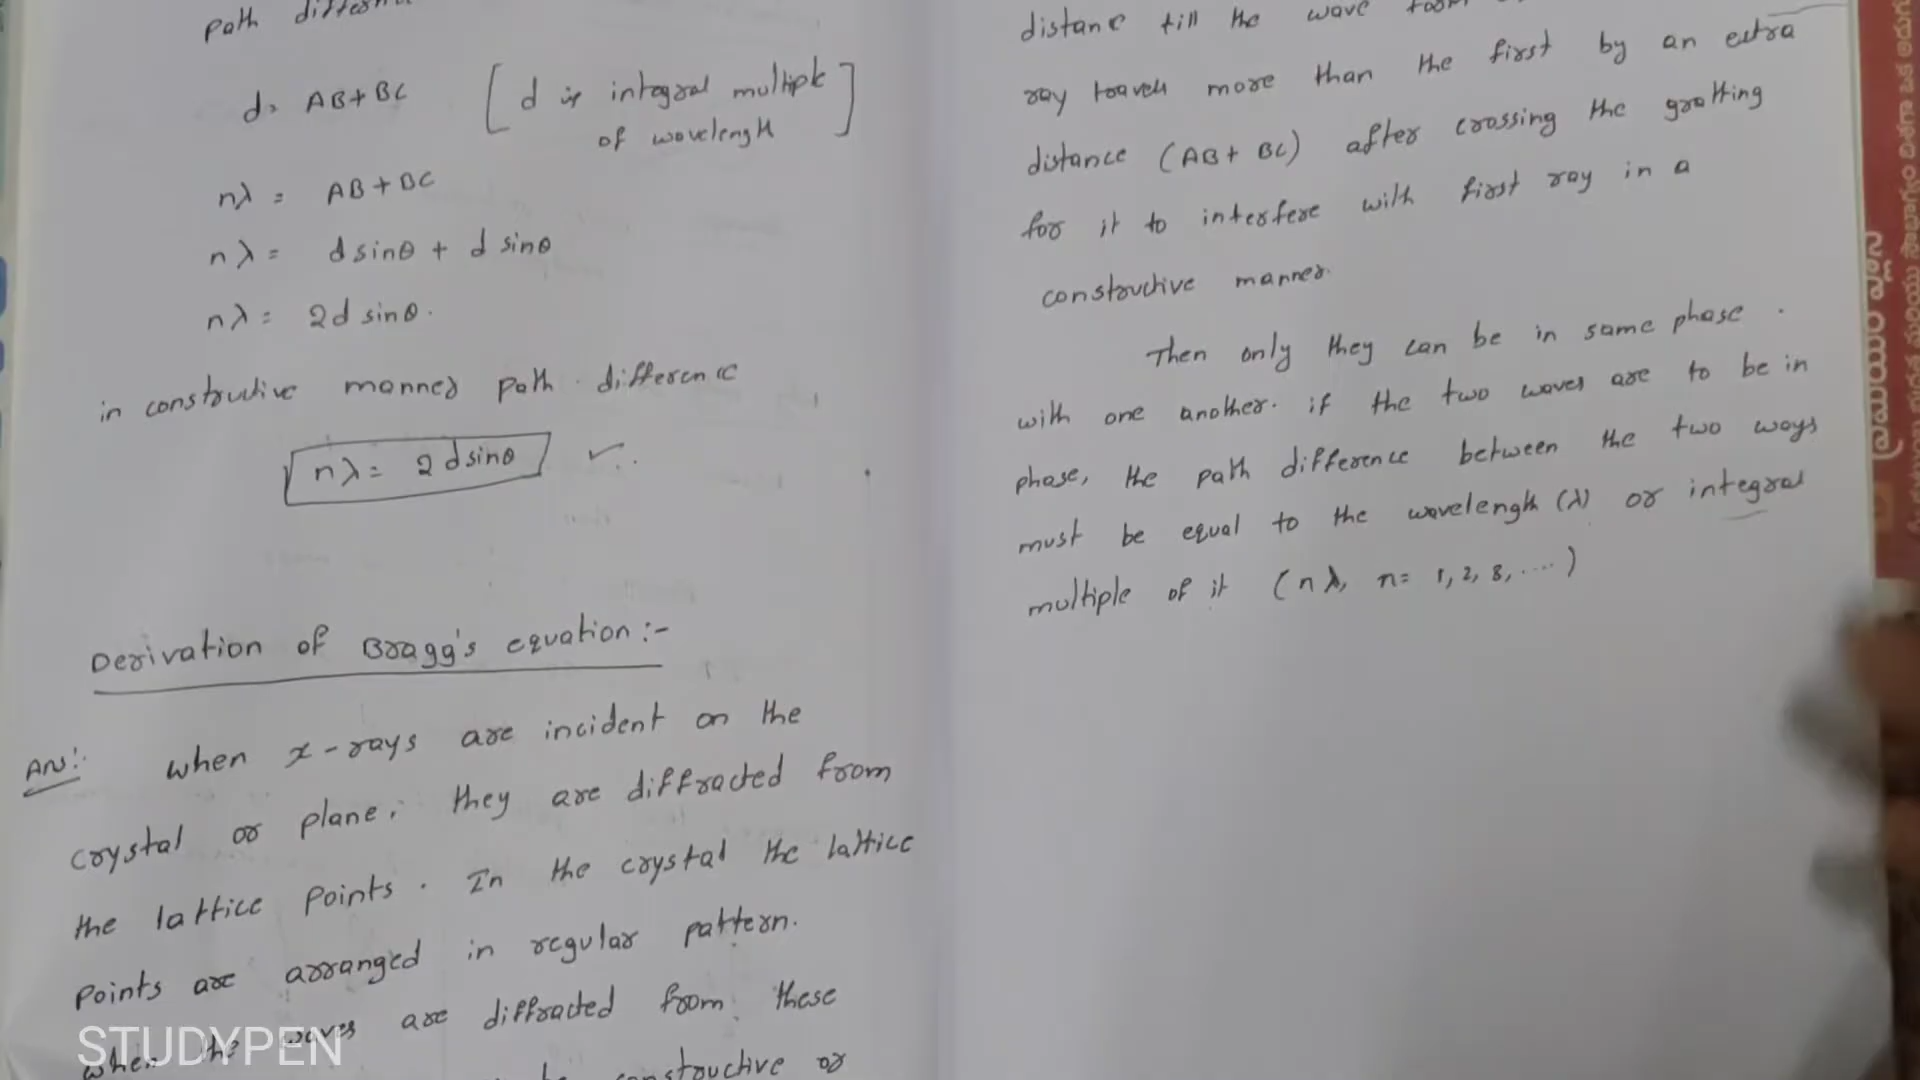 path
d = AB + BC [ d is integral multiple
of wavelength ]
nλ = AB + BC
nλ = d sinθ + d sinθ
nλ = 2d sinθ.
in constructive manner path difference
nλ = 2dsinθ
Derivation of Bragg's equation :-
Ans:- when x-rays are incident on the
crystal or plane. they are diffracted from
the lattice points. In the crystal the lattice
points are arranged in regular pattern.
when the waves are diffracted from these
constructive or
STUDYPEN
distance till the wave
ray travels more than the first by an extra
distance (AB + BC) after crossing the gratting
for it to interfere with first ray in a
constructive manner.
Then only they can be in same phase.
with one another. if the two waves are to be in
phase, the path difference between the two ways
must be equal to the wavelength (λ) or integral
multiple of it (nλ, n = 1, 2, 3, ....)